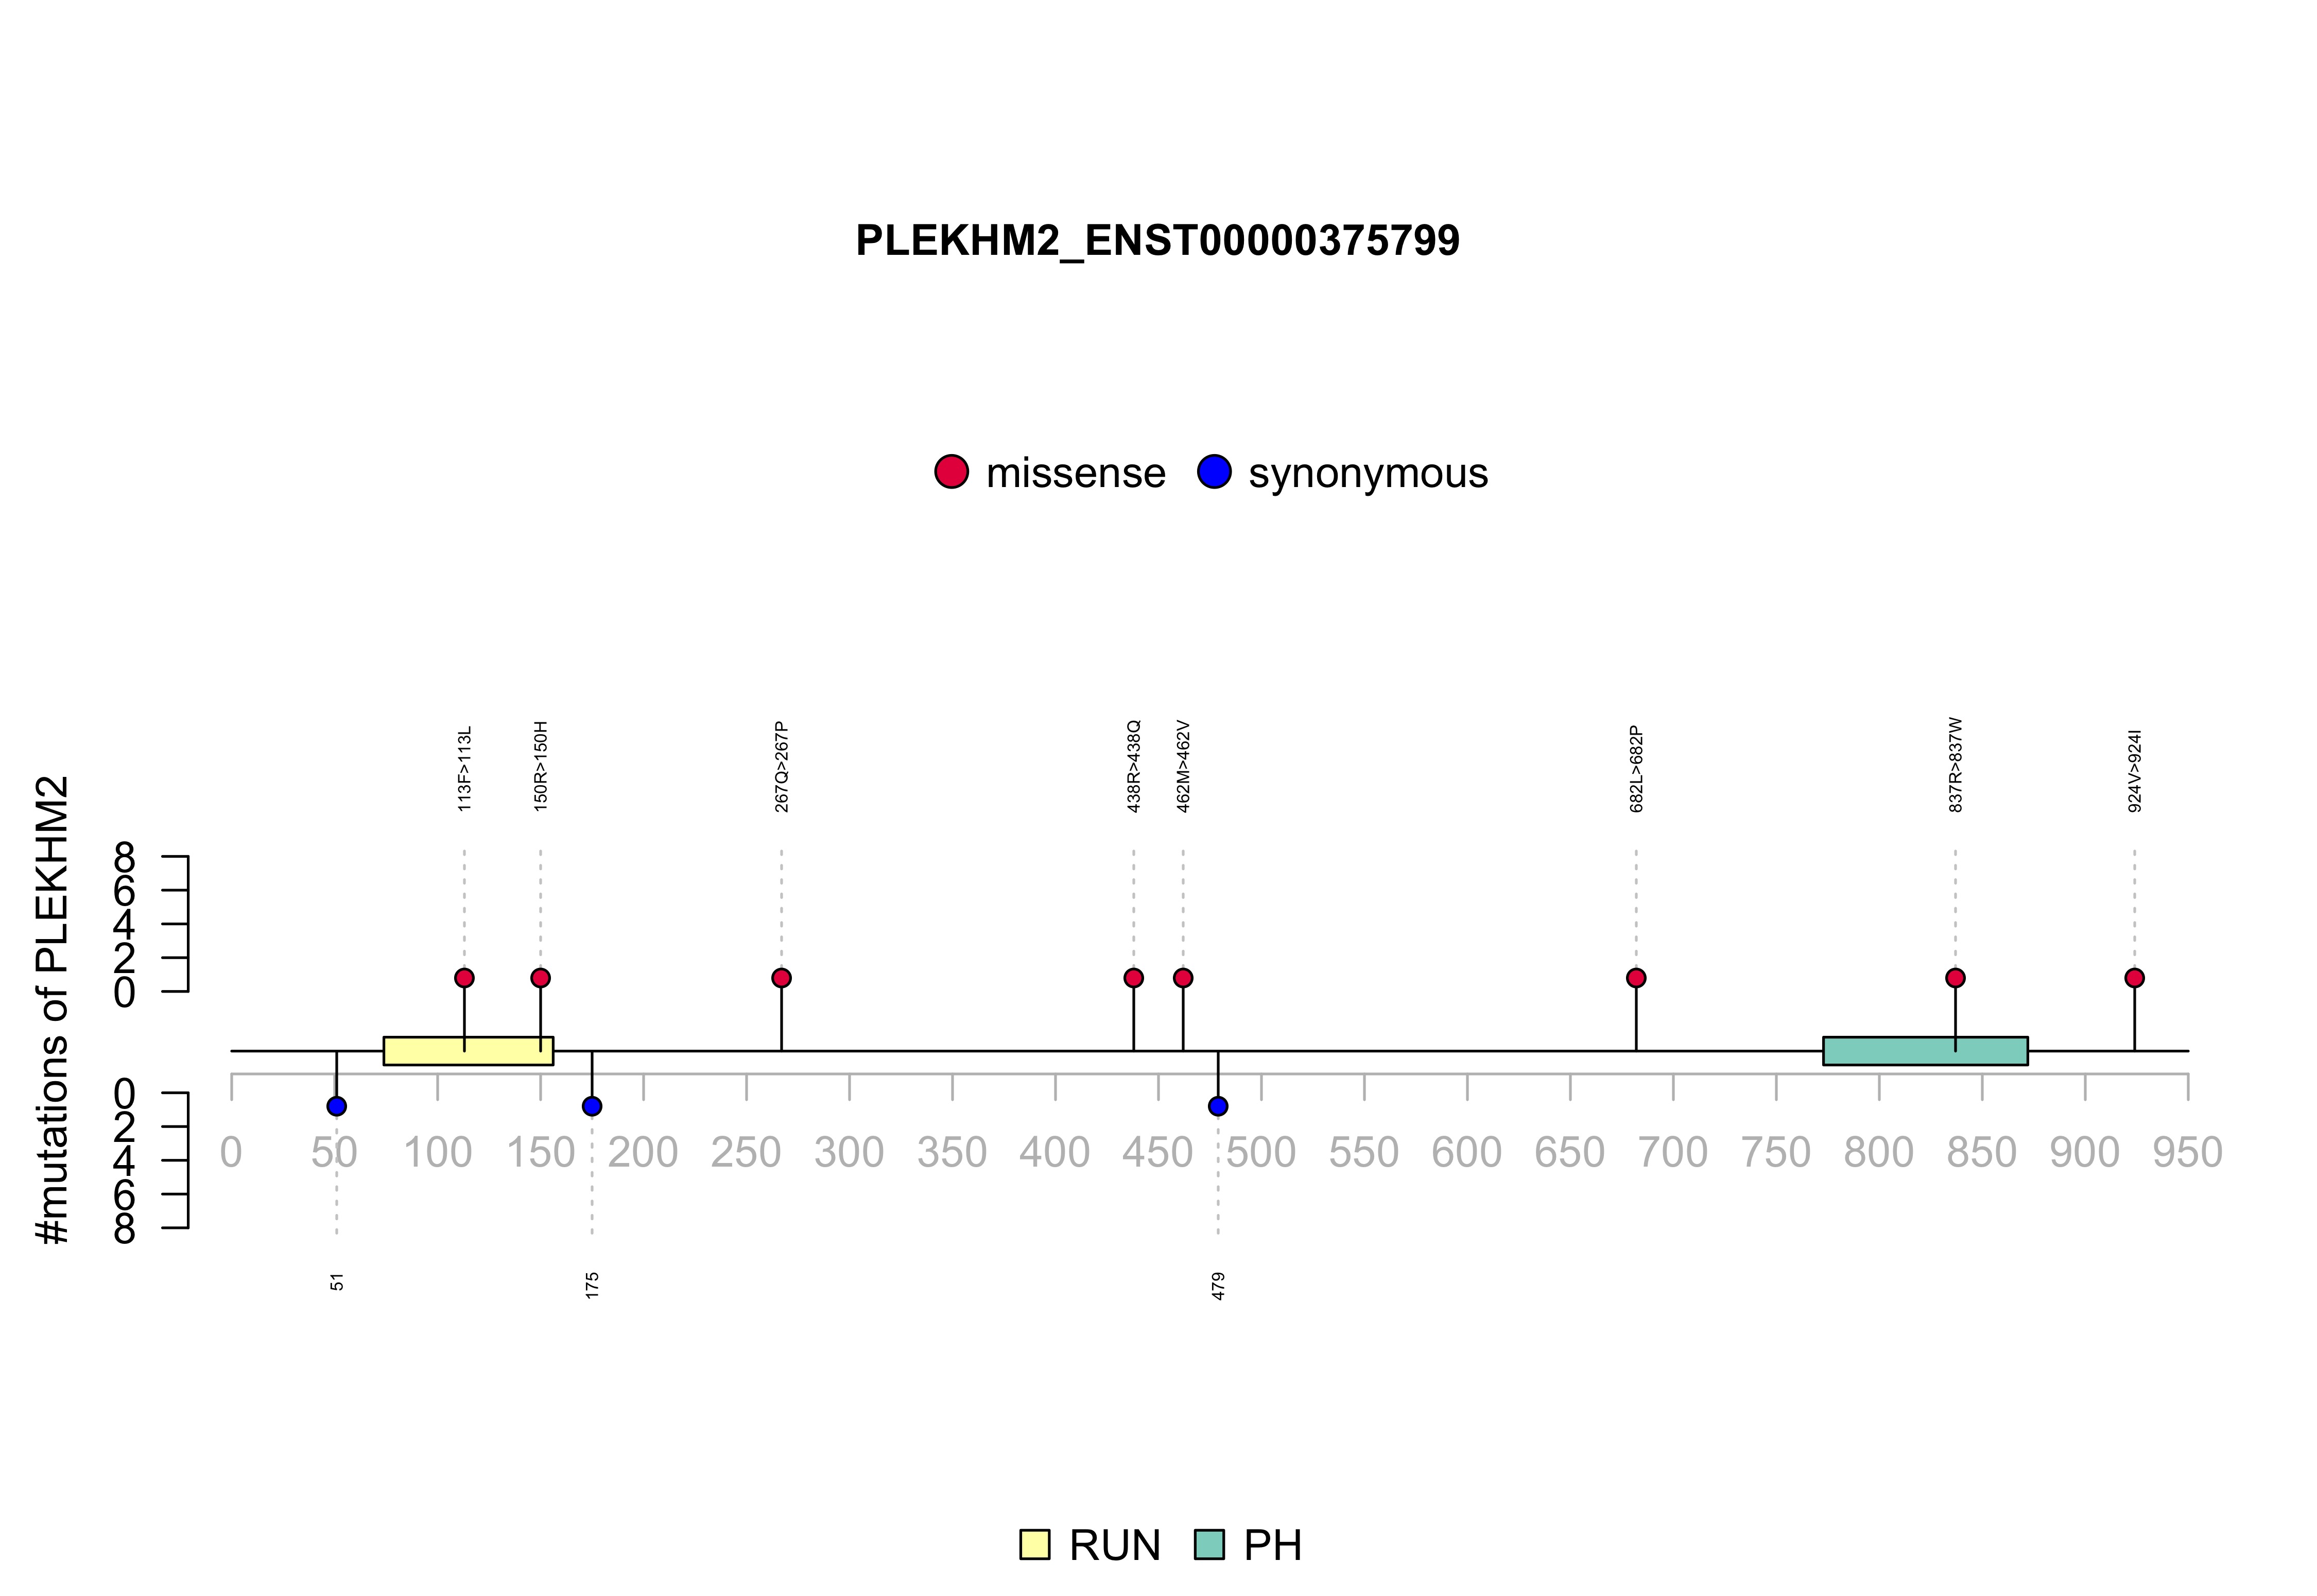 PLEKHM2_ENST00000375799
missense synonymous
113F>113L 150R>150H 267Q>267P 438R>438Q 462M>462V 682L>682P 837R>837W 924V>924I
#mutations of PLEKHM2
8
6
4
2
0
0
2
4
6
8
0 50 100 150 200 250 300 350 400 450 500 550 600 650 700 750 800 850 900 950
51 175 479
RUN PH